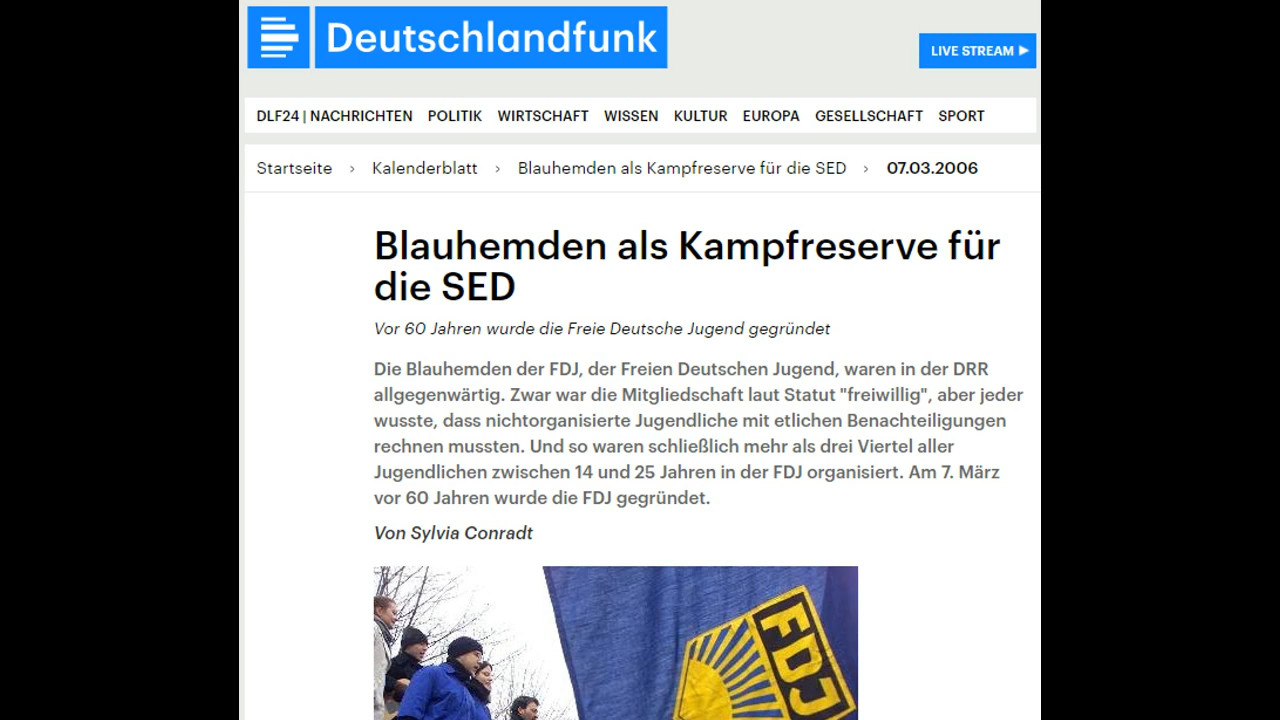 Deutschlandfunk
LIVE STREAM
DLF24 | NACHRICHTEN POLITIK WIRTSCHAFT WISSEN KULTUR EUROPA GESELLSCHAFT SPORT
Startseite › Kalenderblatt › Blauhemden als Kampfreserve für die SED › 07.03.2006
Blauhemden als Kampfreserve für
die SED
Vor 60 Jahren wurde die Freie Deutsche Jugend gegründet
Die Blauhemden der FDJ, der Freien Deutschen Jugend, waren in der DRR
allgegenwärtig. Zwar war die Mitgliedschaft laut Statut "freiwillig", aber jeder
wusste, dass nichtorganisierte Jugendliche mit etlichen Benachteiligungen
rechnen mussten. Und so waren schließlich mehr als drei Viertel aller
Jugendlichen zwischen 14 und 25 Jahren in der FDJ organisiert. Am 7. März
vor 60 Jahren wurde die FDJ gegründet.
Von Sylvia Conradt
FDJ